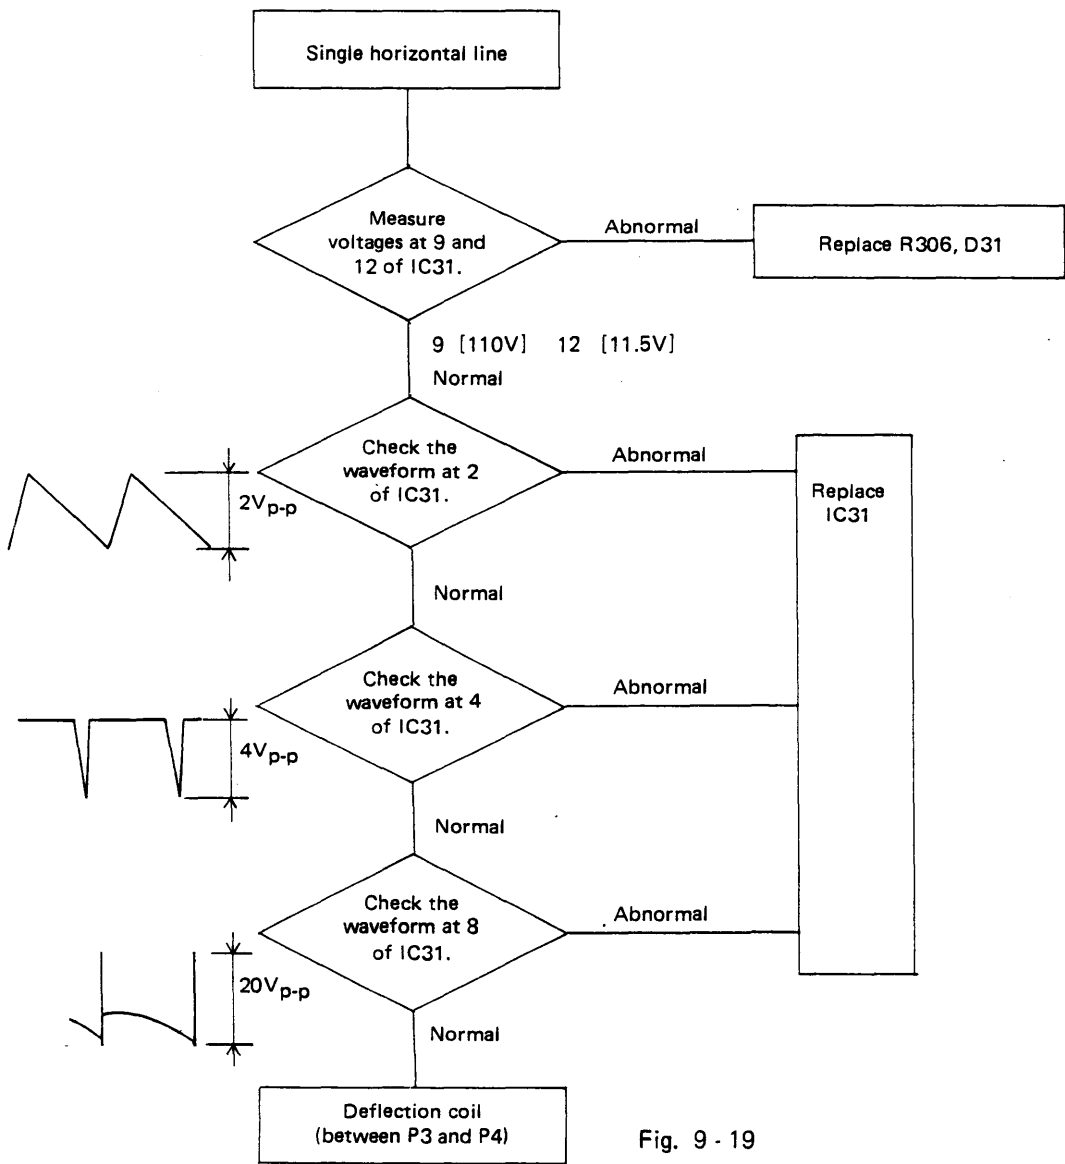 Single horizontal line
Measure
voltages at 9 and
12 of IC31.
Abnormal
Replace R306, D31
9 [110V] 12 [11.5V]
Normal
Check the
waveform at 2
of IC31.
Abnormal
Replace
IC31
2Vp-p
Normal
Check the
waveform at 4
of IC31.
Abnormal
4Vp-p
Normal
Check the
waveform at 8
of IC31.
Abnormal
20Vp-p
Normal
Deflection coil
(between P3 and P4)
Fig. 9 - 19